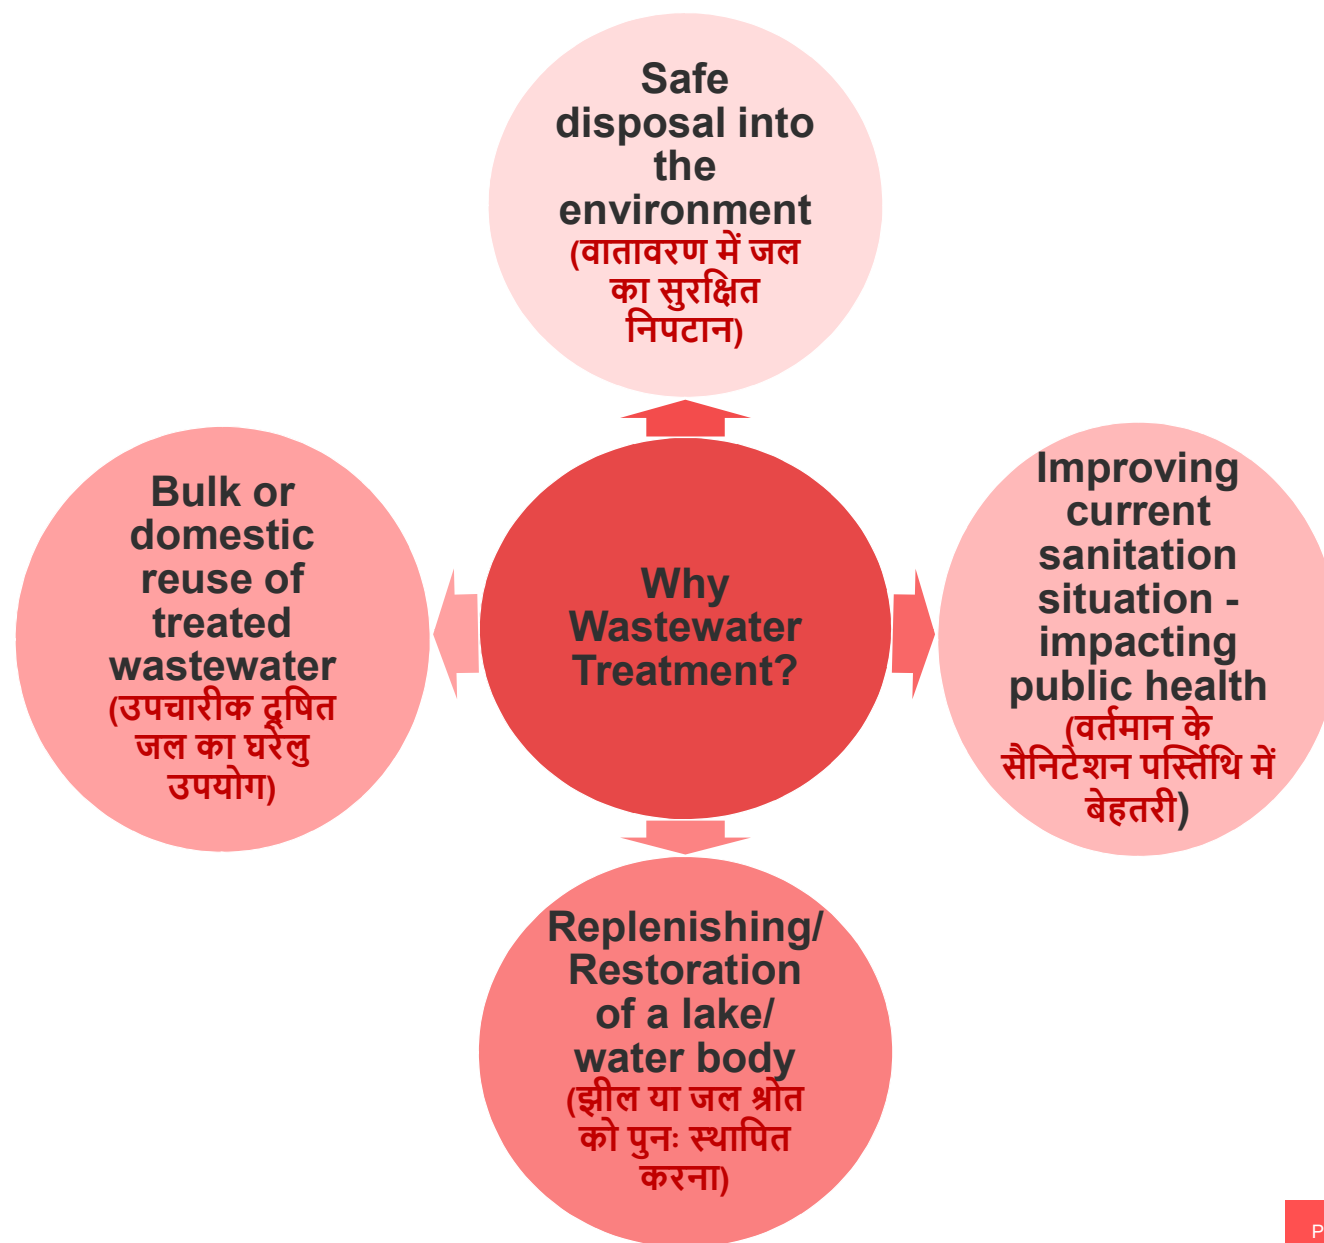 Safe
disposal into
the
environment
(वातावरण में जल
का सुरक्षित
निपटान)
Bulk or
domestic
reuse of
treated
wastewater
(उपचारीक दूषित
जल का घरेलु
उपयोग)
Why
Wastewater
Treatment?
Improving
current
sanitation
situation -
impacting
public health
(वर्तमान के
सैनिटेशन पर्स्तिथि में
बेहतरी)
Replenishing/
Restoration
of a lake/
water body
(झील या जल श्रोत
को पुनः स्थापित
करना)
P